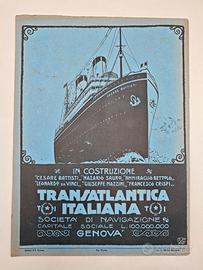 IN COSTRUZIONE
"CESARE BATTISTI," "NAZARIO SAURO," "AMMIRAGLIO BETTOLO,"
"LEONARDO DA VINCI," "GIUSEPPE MAZZINI," "FRANCESCO CRISPI"...
TRANSATLANTICA
T I ITALIANA T I
SOCIETÀ DI NAVIGAZIONE
CAPITALE SOCIALE L. 100.000.000
GENOVA